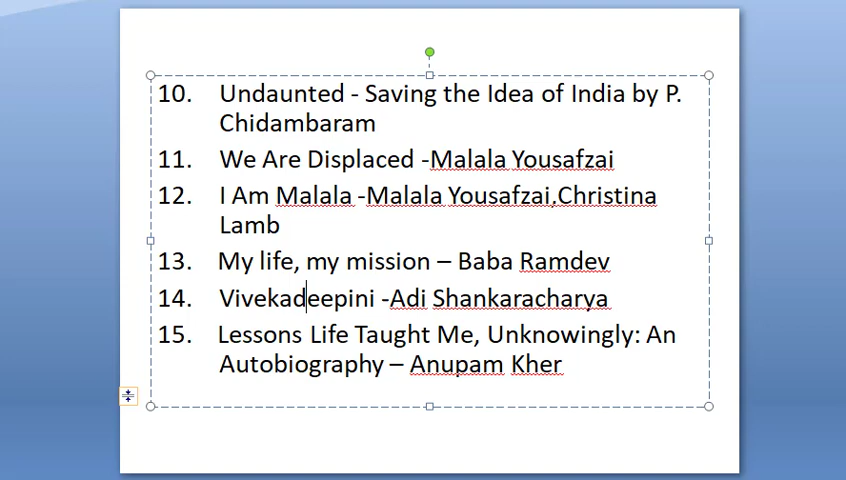 10. Undaunted - Saving the Idea of India by P.
Chidambaram
11. We Are Displaced -Malala Yousafzai
12. I Am Malala -Malala Yousafzai,Christina
Lamb
13. My life, my mission – Baba Ramdev
14. Vivekadeepini -Adi Shankaracharya
15. Lessons Life Taught Me, Unknowingly: An
Autobiography – Anupam Kher